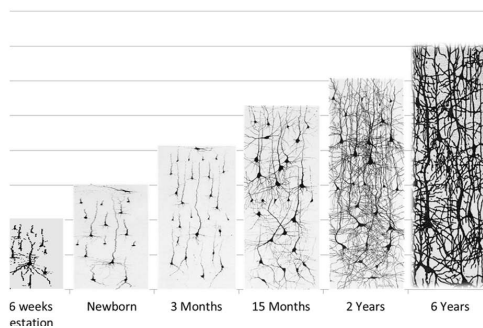 6 weeks
estation
Newborn
3 Months
15 Months
2 Years
6 Years